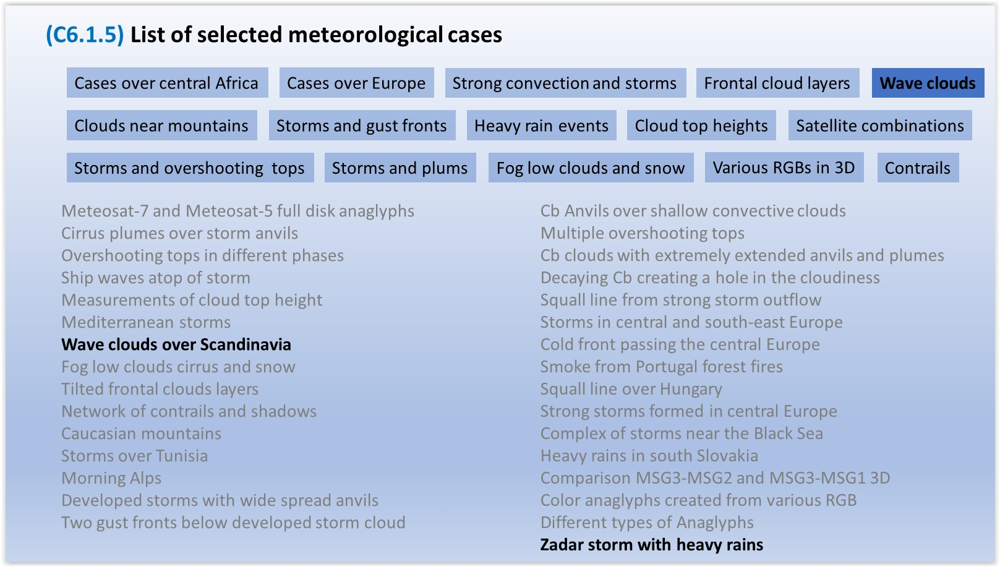 (C6.1.5) List of selected meteorological cases
Cases over central Africa
Cases over Europe
Strong convection and storms
Frontal cloud layers
Wave clouds
Clouds near mountains
Storms and gust fronts
Heavy rain events
Cloud top heights
Satellite combinations
Storms and overshooting tops
Storms and plums
Fog low clouds and snow
Various RGBs in 3D
Contrails
Meteosat-7 and Meteosat-5 full disk anaglyphs
Cirrus plumes over storm anvils
Overshooting tops in different phases
Ship waves atop of storm
Measurements of cloud top height
Mediterranean storms
Wave clouds over Scandinavia
Fog low clouds cirrus and snow
Tilted frontal clouds layers
Network of contrails and shadows
Caucasian mountains
Storms over Tunisia
Morning Alps
Developed storms with wide spread anvils
Two gust fronts below developed storm cloud
Cb Anvils over shallow convective clouds
Multiple overshooting tops
Cb clouds with extremely extended anvils and plumes
Decaying Cb creating a hole in the cloudiness
Squall line from strong storm outflow
Storms in central and south-east Europe
Cold front passing the central Europe
Smoke from Portugal forest fires
Squall line over Hungary
Strong storms formed in central Europe
Complex of storms near the Black Sea
Heavy rains in south Slovakia
Comparison MSG3-MSG2 and MSG3-MSG1 3D
Color anaglyphs created from various RGB
Different types of Anaglyphs
Zadar storm with heavy rains